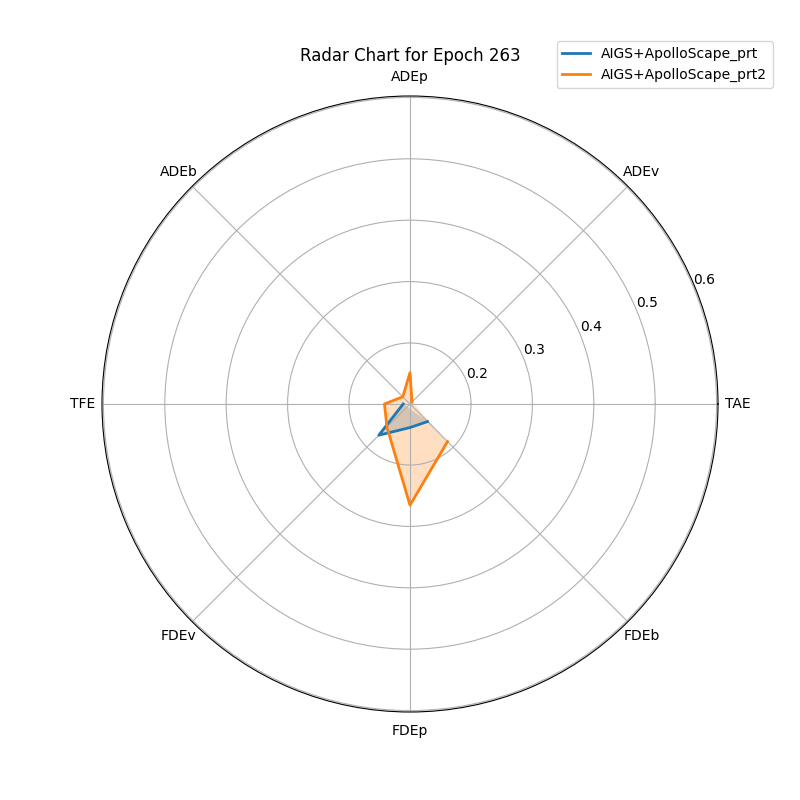 Radar Chart for Epoch 263
AIGS+ApolloScape_prt
AIGS+ApolloScape_prt2
ADEp
ADEb
ADEv
0.6
0.5
0.4
0.3
0.2
TFE
TAE
FDEv
FDEb
FDEp